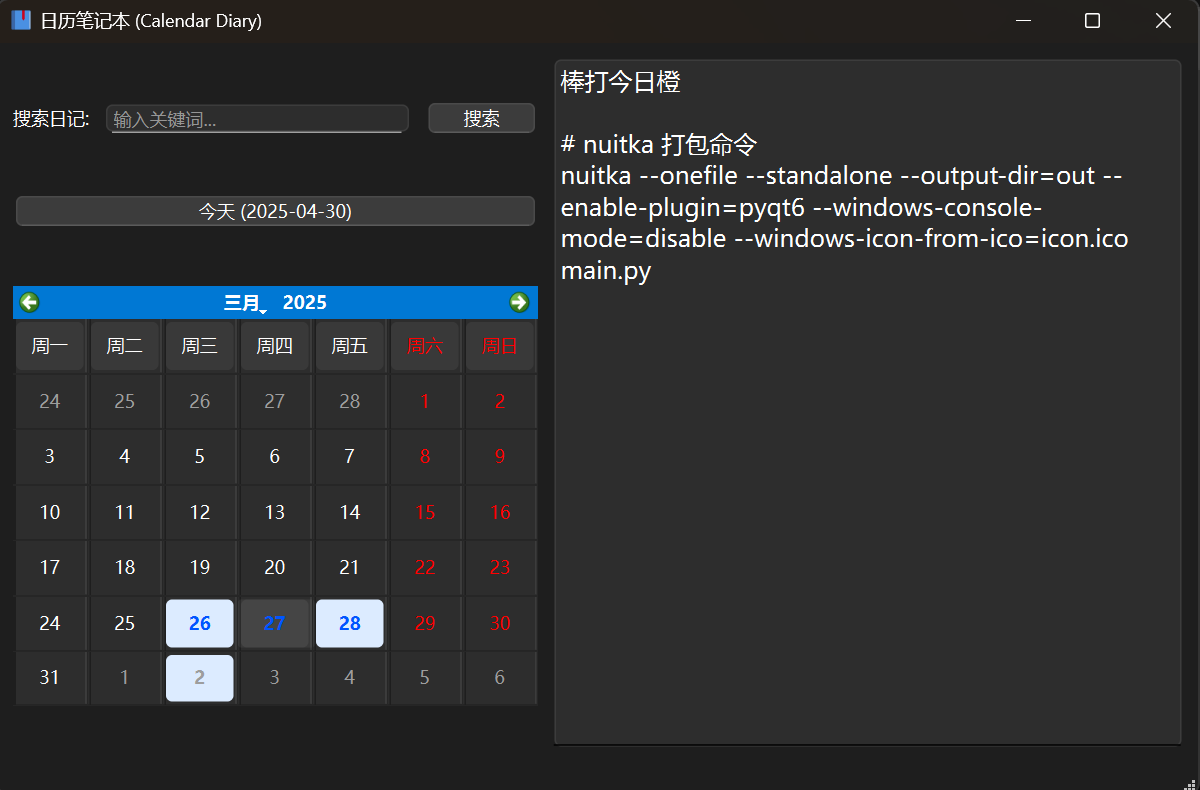 日历笔记本 (Calendar Diary)
搜索日记: 输入关键词... 搜索
今天 (2025-04-30)
三月 2025
周一 周二 周三 周四 周五 周六 周日
24 25 26 27 28 1 2
3 4 5 6 7 8 9
10 11 12 13 14 15 16
17 18 19 20 21 22 23
24 25 26 27 28 29 30
31 1 2 3 4 5 6
棒打今日橙
# nuitka 打包命令
nuitka --onefile --standalone --output-dir=out --
enable-plugin=pyqt6 --windows-console-
mode=disable --windows-icon-from-ico=icon.ico
main.py